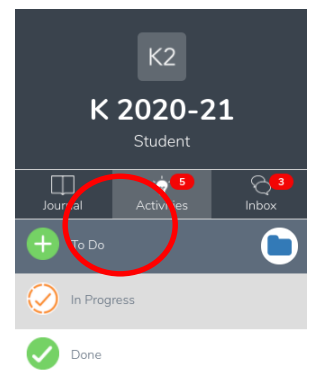 K2
K 2020-21
Student
5
3
Journal Activities Inbox
To Do
In Progress
Done